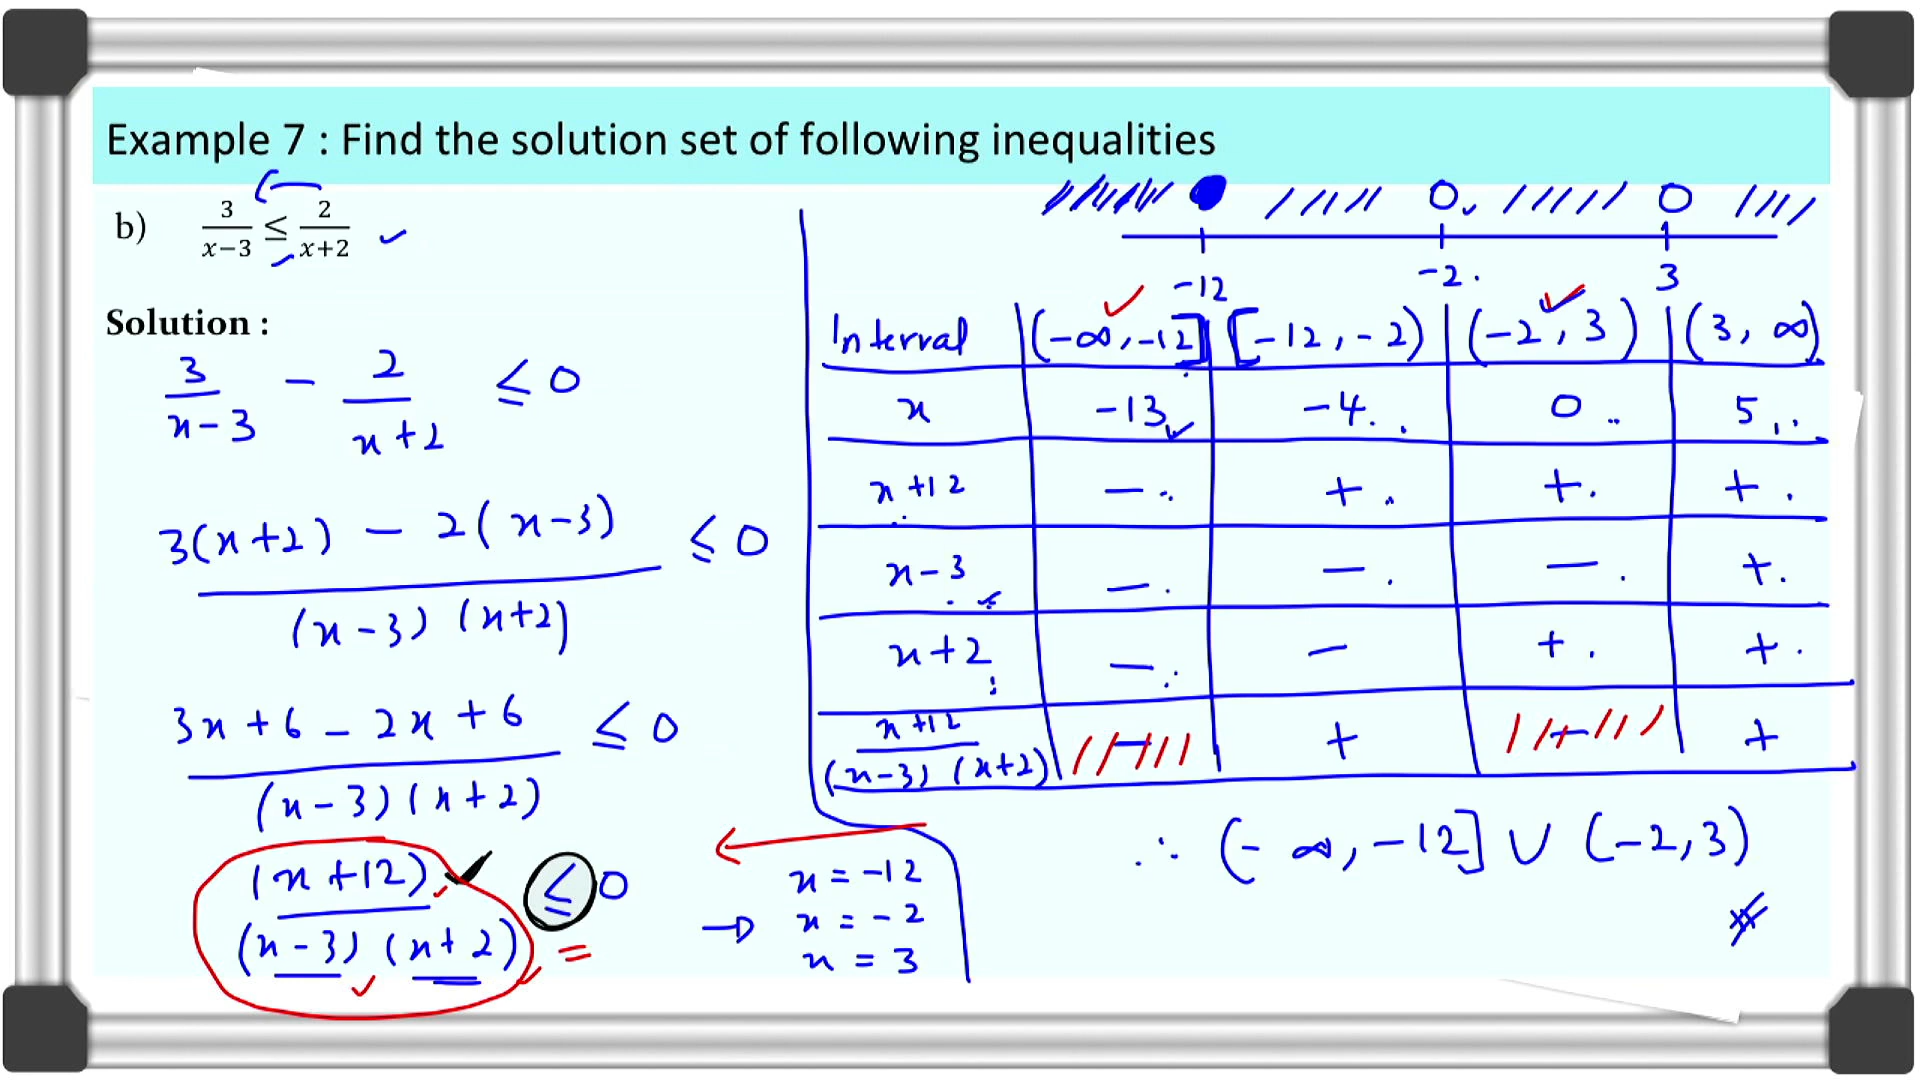 Example 7 : Find the solution set of following inequalities
b) 3/(x−3) ≤ 2/(x+2)
Solution :
3/(x-3) - 2/(x+2) ≤ 0
3(x+2) - 2(x-3) / (x-3)(x+2) ≤ 0
3x+6-2x+6 / (x-3)(x+2) ≤ 0
(x+12) / (x-3)(x+2) ≤ 0
=
x = -12
→ x = -2
x = 3
-12 -2 3
Interval (-∞,-12] [-12,-2) (-2,3) (3,∞)
x -13 -4 0 5
x+12 - + + +
x-3 - - - +
x+2 - - + +
x+12 / (x-3)(x+2) - + - +
∴ (-∞,-12] ∪ (-2,3)
#